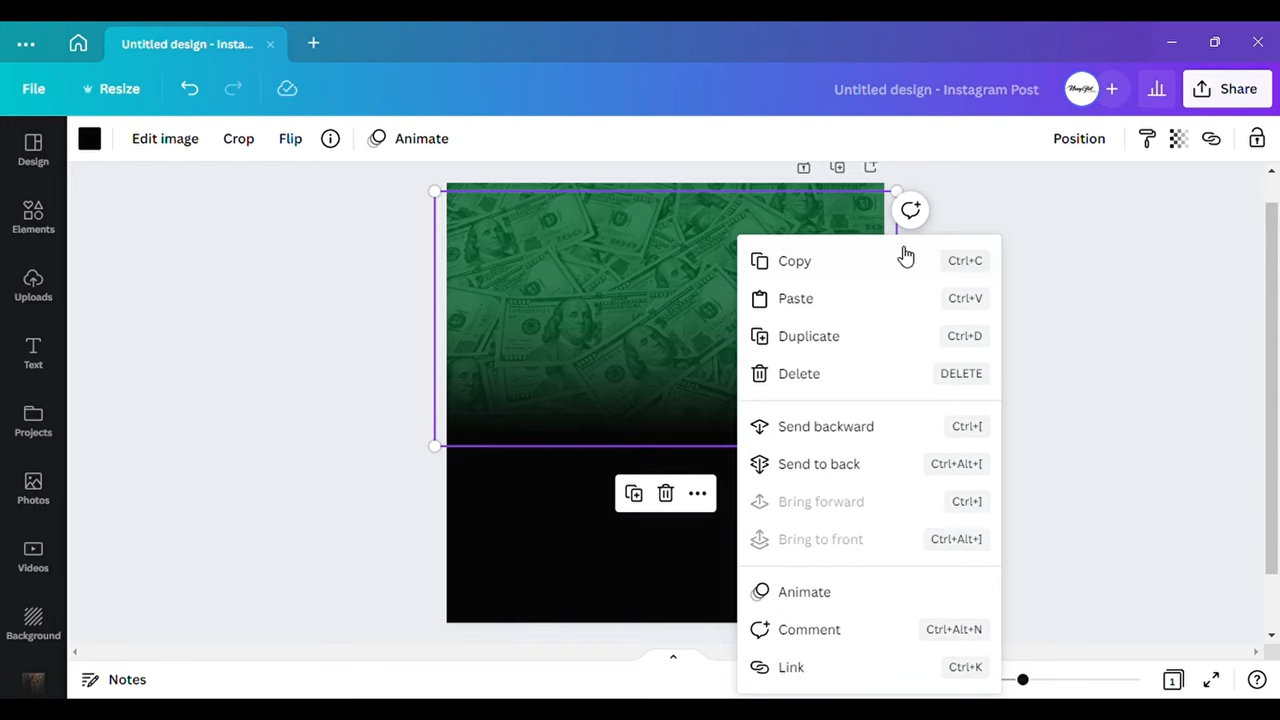 Untitled design - Insta...
File
Resize
Untitled design - Instagram Post
Share
Edit image
Crop
Flip
Animate
Position
Design
Elements
Uploads
Text
Projects
Photos
Videos
Background
Copy Ctrl+C
Paste Ctrl+V
Duplicate Ctrl+D
Delete DELETE
Send backward Ctrl+[
Send to back Ctrl+Alt+[
Bring forward Ctrl+]
Bring to front Ctrl+Alt+]
Animate
Comment Ctrl+Alt+N
Link Ctrl+K
Notes
1